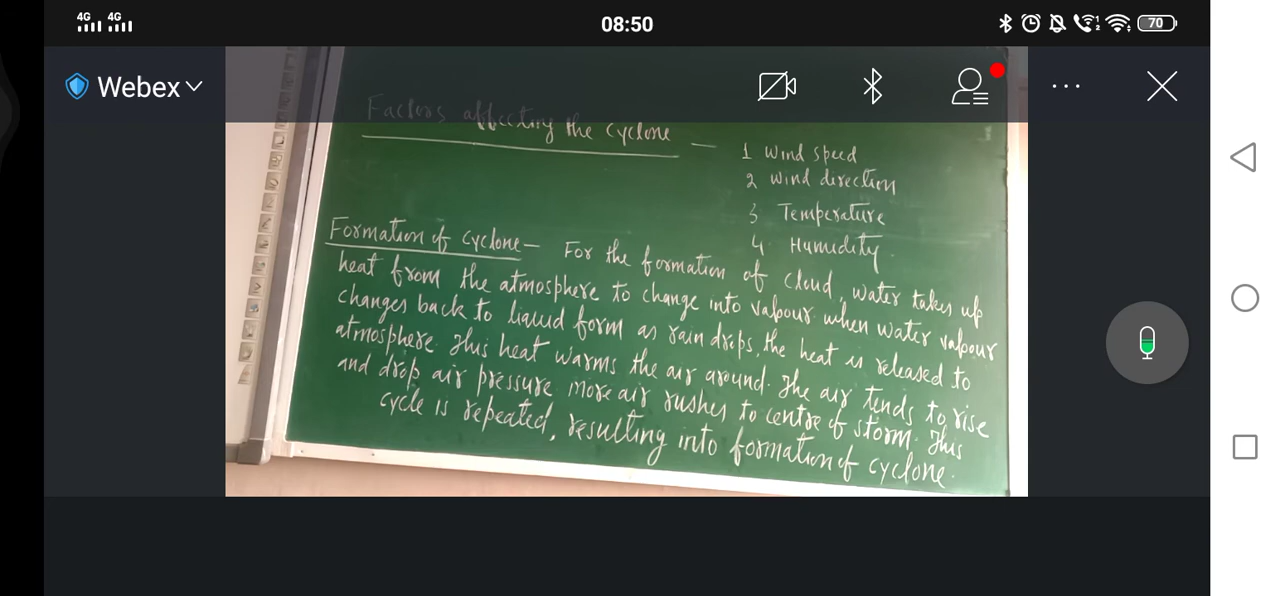 4G 4G
08:50
70
Webex
Factors affecting the cyclone —
1 Wind speed
2 Wind direction
3 Temperature
4. Humidity
Formation of cyclone — For the formation of cloud, water takes up
heat from the atmosphere to change into vapour. when water vapour
changes back to liquid form as rain drops, the heat is released to
atmosphere. This heat warms the air around. The air tends to rise
and drop air pressure more air rushes to centre of storm. This
cycle is repeated, resulting into formation of cyclone.